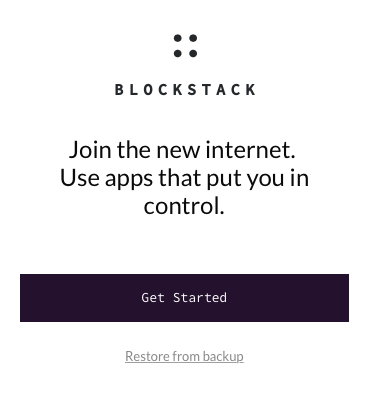 BLOCKSTACK
Join the new internet.
Use apps that put you in
control.
Get Started
Restore from backup